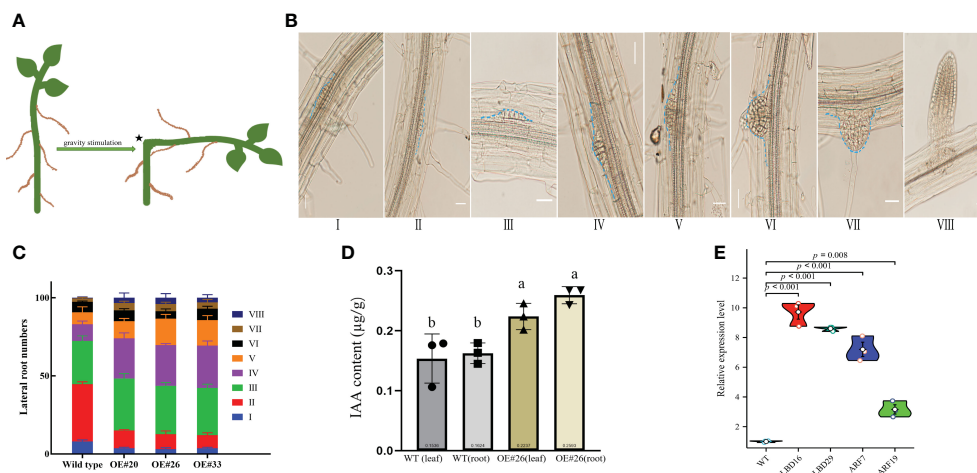 A
gravity stimulation
B
I II III IV V VI VII VIII
C
Lateral root numbers
100
50
0
Wild type OE#20 OE#26 OE#33
VIII
VII
VI
V
IV
III
II
I
D
IAA content (µg/g)
0.3
0.2
0.1
0.0
b b a a
WT (leaf) WT(root) OE#26(leaf) OE#26(root)
E
p = 0.008
p < 0.001
p < 0.001
p < 0.001
Relative expression level
12
10
8
6
4
2
WT LBD16 LBD29 ARF7 ARF19